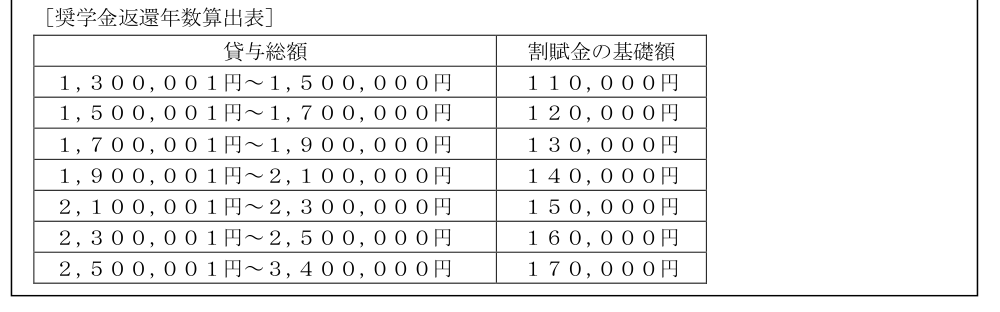 ［奨学金返還年数算出表］
貸与総額 割賦金の基礎額
１，３００，００１円～１，５００，０００円 １１０，０００円
１，５００，００１円～１，７００，０００円 １２０，０００円
１，７００，００１円～１，９００，０００円 １３０，０００円
１，９００，００１円～２，１００，０００円 １４０，０００円
２，１００，００１円～２，３００，０００円 １５０，０００円
２，３００，００１円～２，５００，０００円 １６０，０００円
２，５００，００１円～３，４００，０００円 １７０，０００円